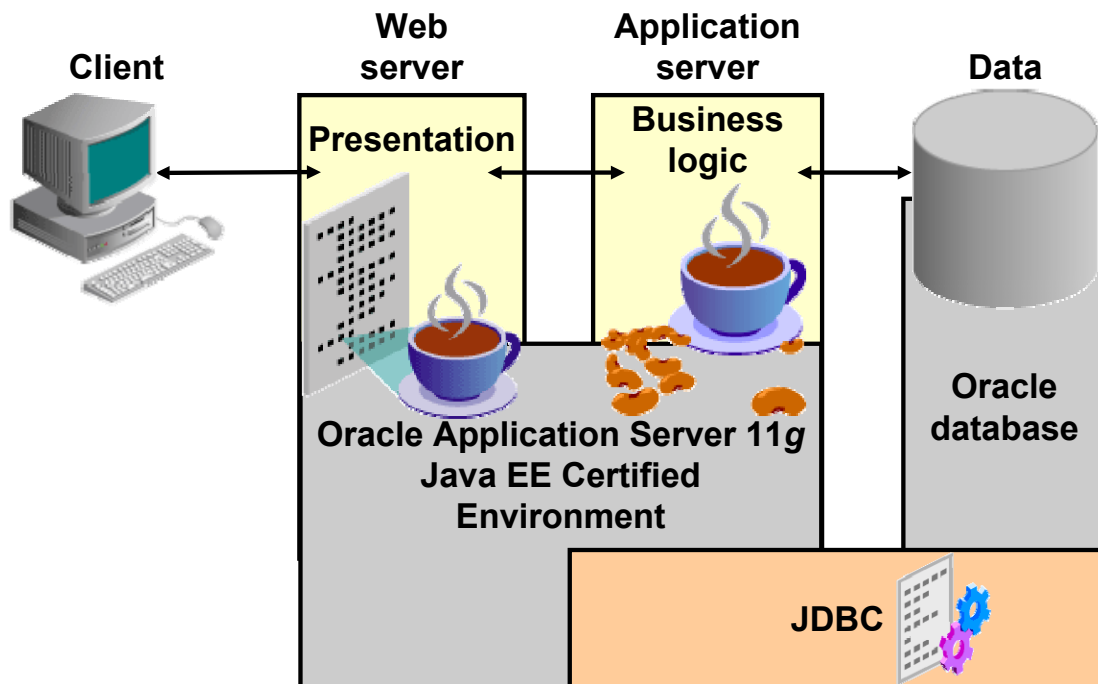 Client
Web
server
Application
server
Data
Presentation
Business
logic
Oracle
database
Oracle Application Server 11g
Java EE Certified
Environment
JDBC